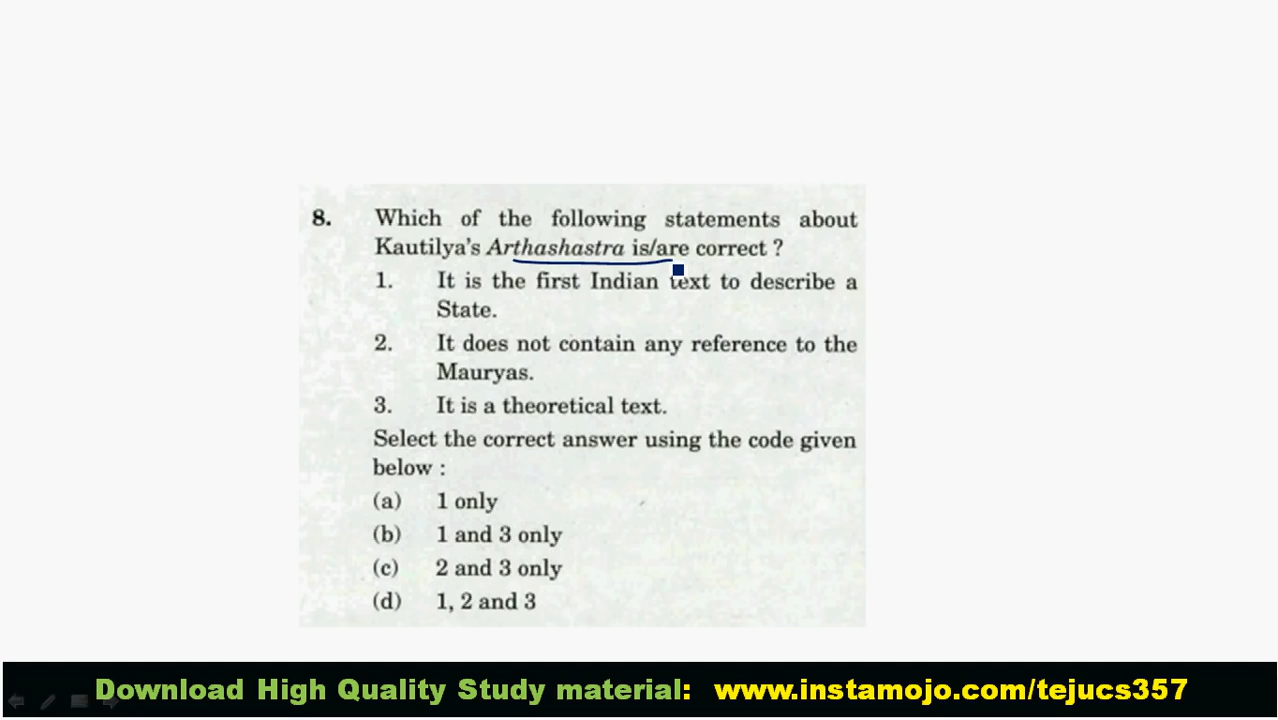 8. Which of the following statements about
Kautilya's Arthashastra is/are correct ?
1. It is the first Indian text to describe a
State.
2. It does not contain any reference to the
Mauryas.
3. It is a theoretical text.
Select the correct answer using the code given
below :
(a) 1 only
(b) 1 and 3 only
(c) 2 and 3 only
(d) 1, 2 and 3
Download High Quality Study material: www.instamojo.com/tejucs357